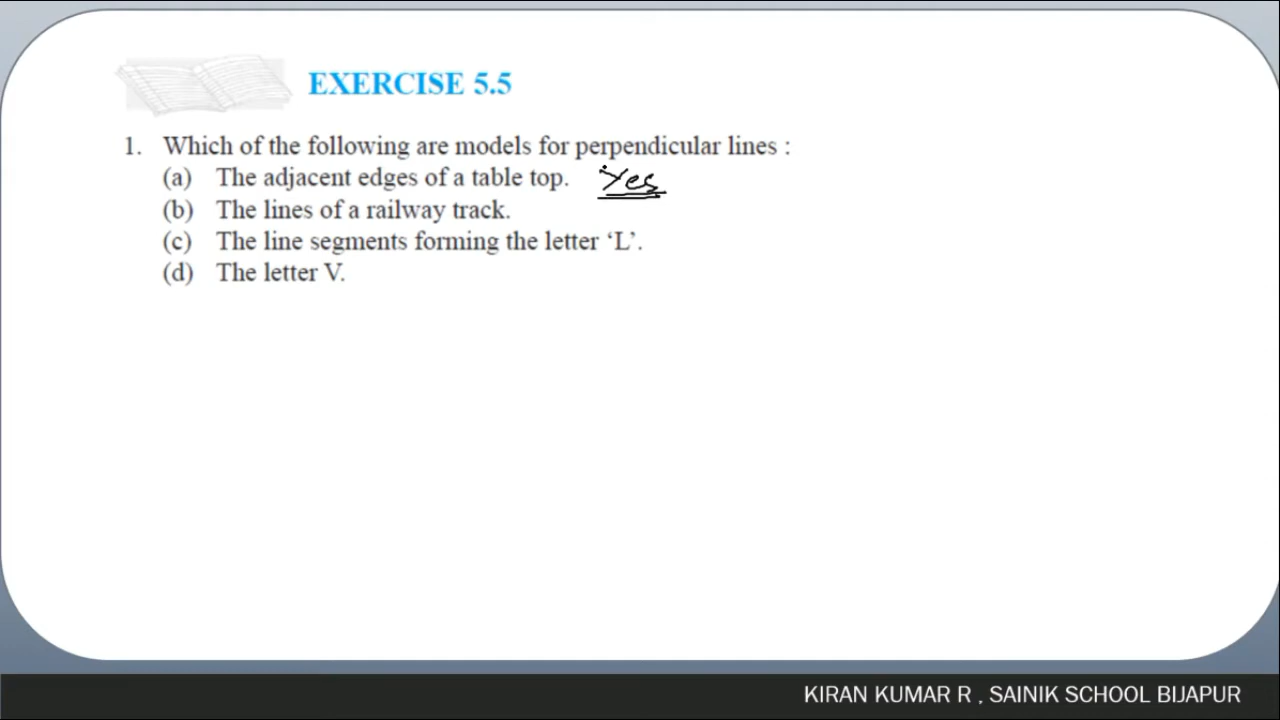 EXERCISE 5.5
1. Which of the following are models for perpendicular lines :
(a) The adjacent edges of a table top. Yes
(b) The lines of a railway track.
(c) The line segments forming the letter ‘L’.
(d) The letter V.
KIRAN KUMAR R , SAINIK SCHOOL BIJAPUR